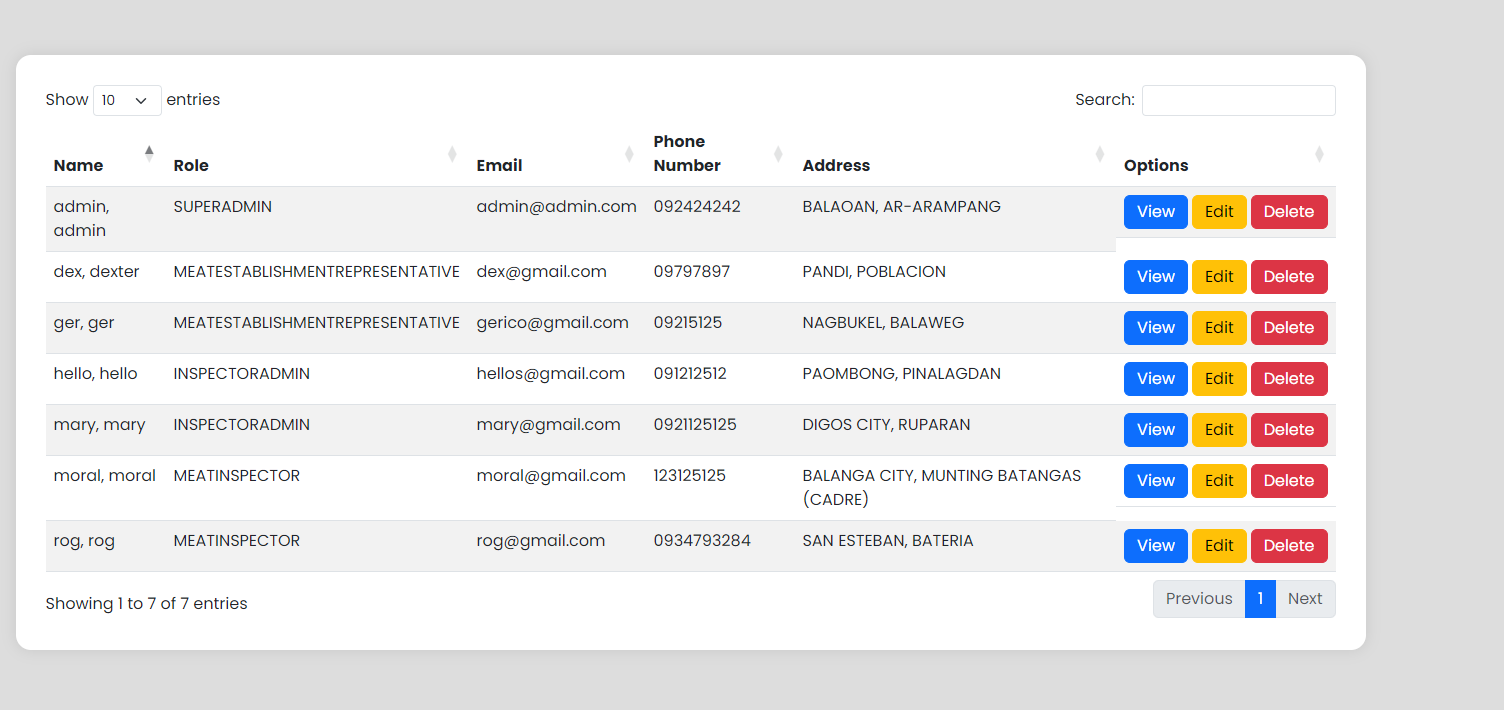 Show 10 entries Search:
Name Role Email Phone Number Address Options
admin, admin SUPERADMIN admin@admin.com 092424242 BALAOAN, AR-ARAMPANG View Edit Delete
dex, dexter MEATESTABLISHMENTREPRESENTATIVE dex@gmail.com 09797897 PANDI, POBLACION View Edit Delete
ger, ger MEATESTABLISHMENTREPRESENTATIVE gerico@gmail.com 09215125 NAGBUKEL, BALAWEG View Edit Delete
hello, hello INSPECTORADMIN hellos@gmail.com 091212512 PAOMBONG, PINALAGDAN View Edit Delete
mary, mary INSPECTORADMIN mary@gmail.com 0921125125 DIGOS CITY, RUPARAN View Edit Delete
moral, moral MEATINSPECTOR moral@gmail.com 123125125 BALANGA CITY, MUNTING BATANGAS (CADRE) View Edit Delete
rog, rog MEATINSPECTOR rog@gmail.com 0934793284 SAN ESTEBAN, BATERIA View Edit Delete
Showing 1 to 7 of 7 entries Previous 1 Next